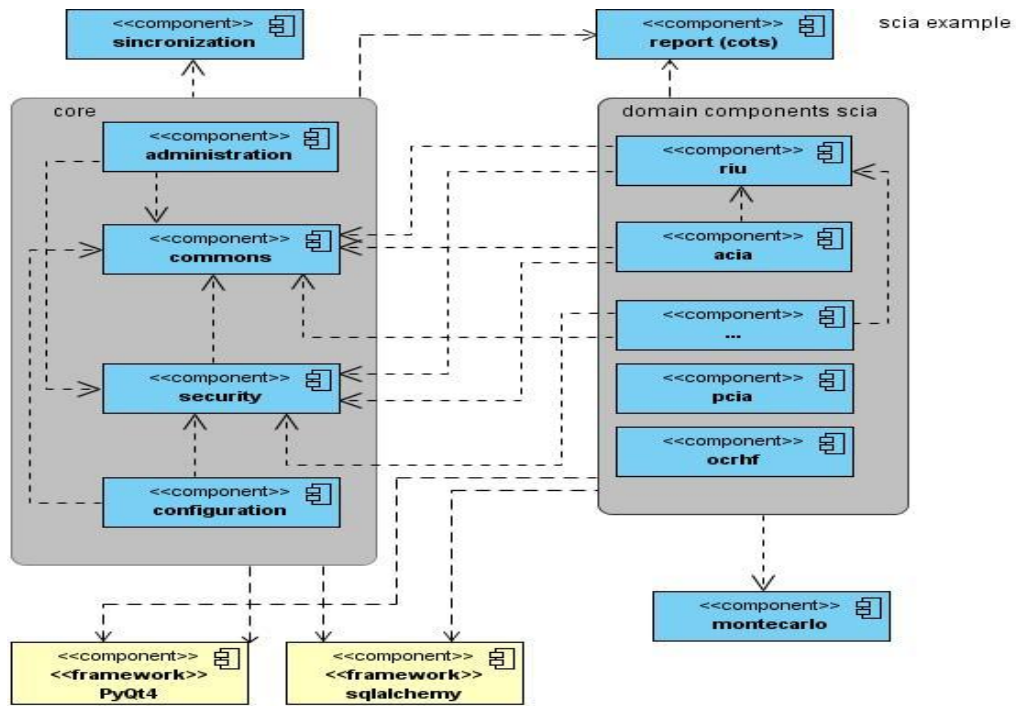 <<component>>
sincronization
<<component>>
report (cots)
scia example
core
<<component>>
administration
<<component>>
commons
<<component>>
security
<<component>>
configuration
domain components scia
<<component>>
riu
<<component>>
acia
<<component>>
...
<<component>>
pcia
<<component>>
ocrhf
<<component>>
montecarlo
<<component>>
<<framework>>
PyQt4
<<component>>
<<framework>>
sqlalchemy